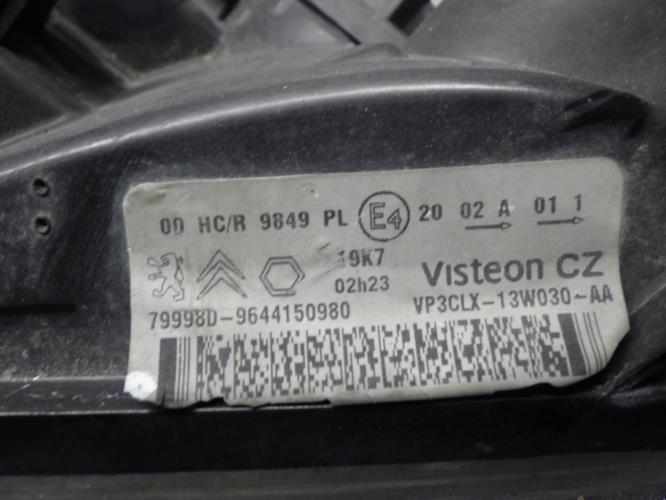 00 HC/R 9849 PL E4 20 02 A 01 1
19K7
02h23
Visteon CZ
79998D-9644150980
VP3CLX-13W030-AA